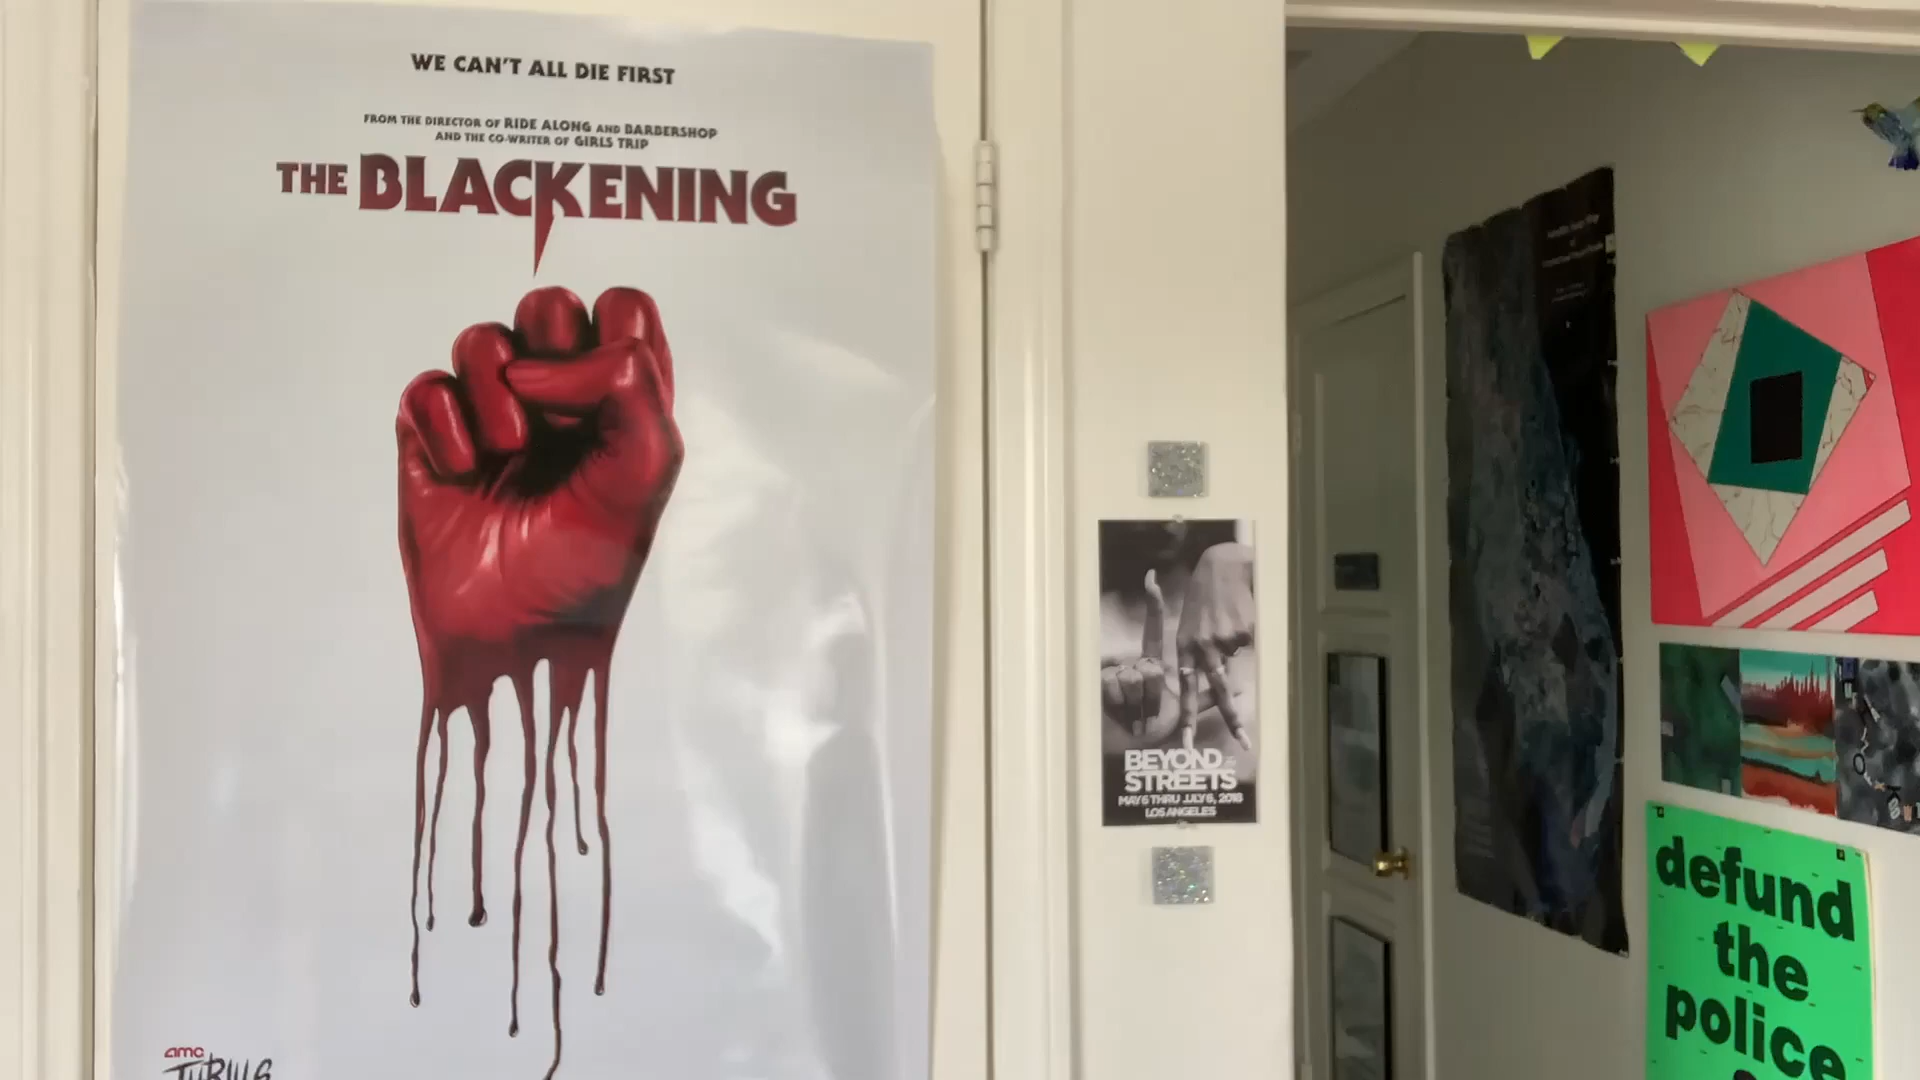 WE CAN'T ALL DIE FIRST
FROM THE DIRECTOR OF RIDE ALONG AND BARBERSHOP
AND THE CO-WRITER OF GIRLS TRIP
THE BLACKENING
amc
THRILLS
BEYOND THE
STREETS
MAY 6 THRU JULY 6, 2018
LOS ANGELES
defund
the
police